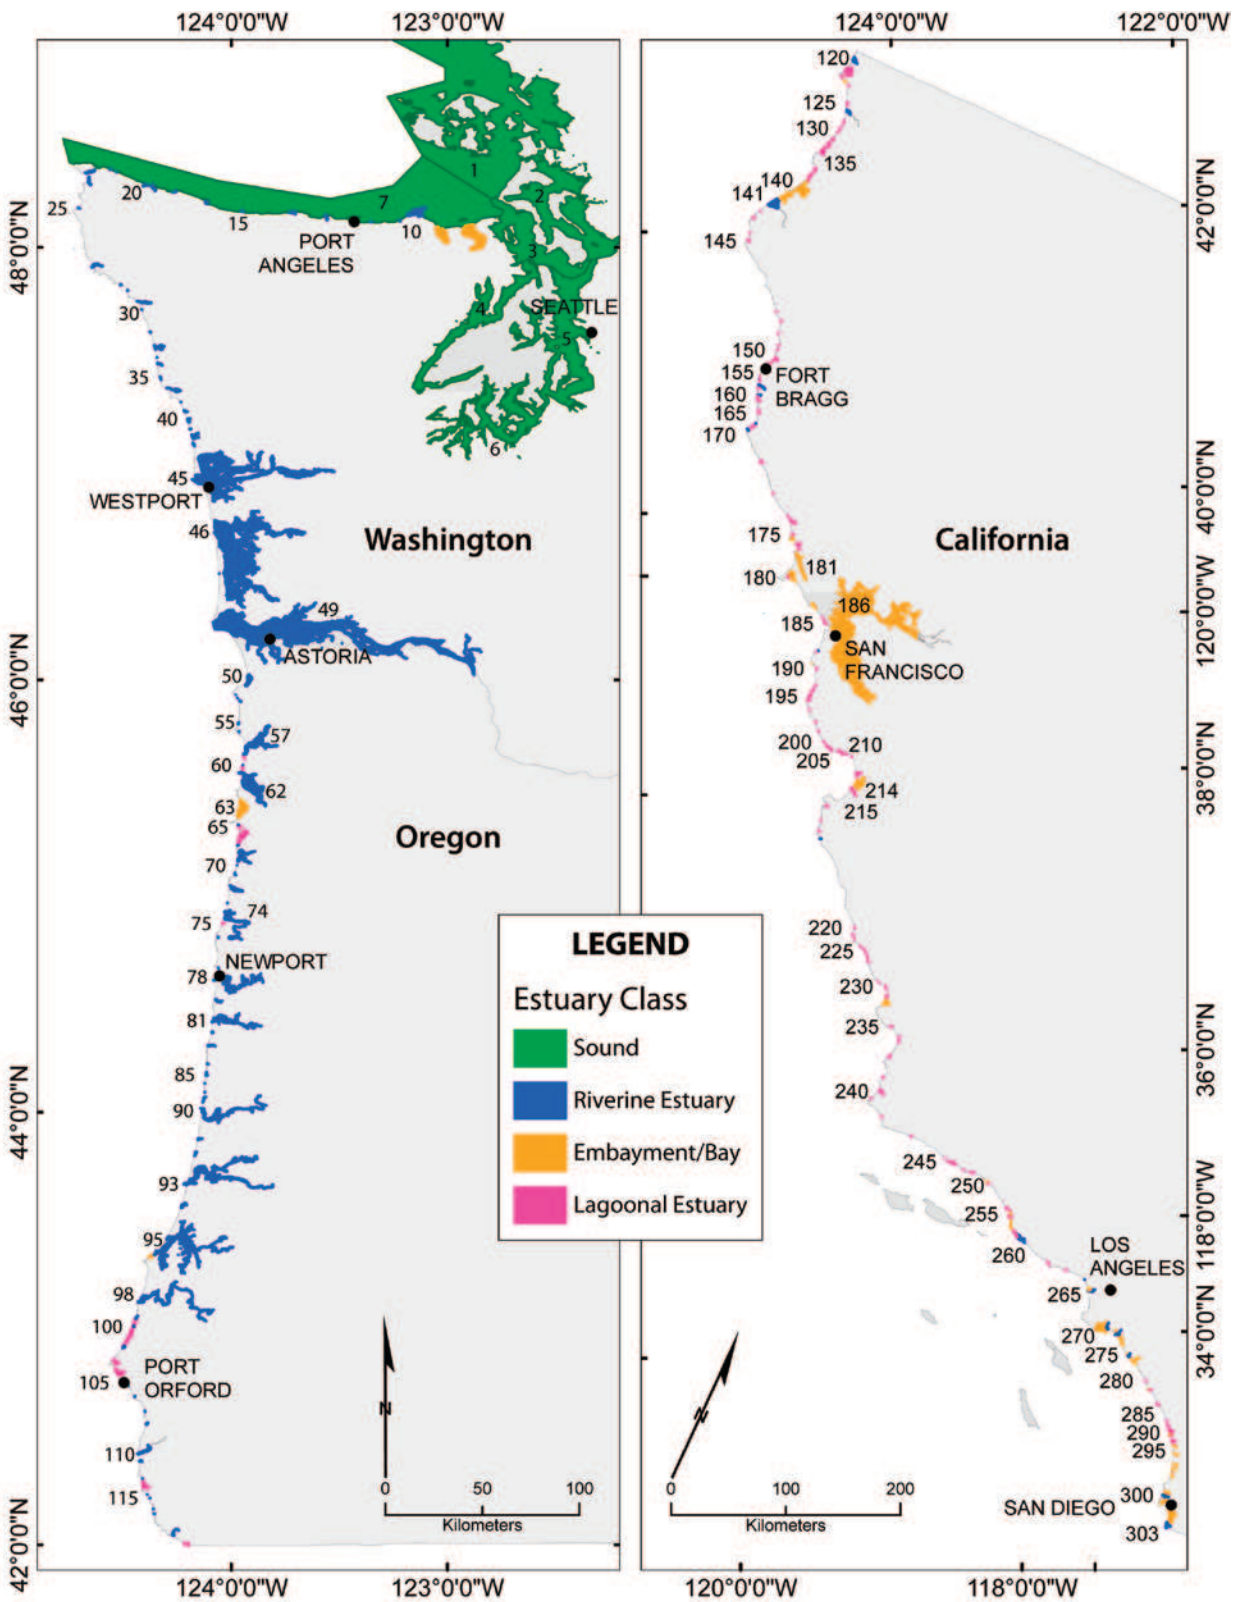 124°0'0"W
123°0'0"W
124°0'0"W
122°0'0"W
48°0'0"N
46°0'0"N
44°0'0"N
42°0'0"N
1
2
3
4
5
6
7
10
15
20
25
PORT
ANGELES
SEATTLE
30
35
40
45
WESTPORT
46
Washington
49
ASTORIA
50
55
57
60
62
63
65
Oregon
70
74
75
NEWPORT
78
81
85
90
93
95
98
100
105
PORT
ORFORD
110
115
N
0
50
100
Kilometers
124°0'0"W
123°0'0"W
LEGEND
Estuary Class
Sound
Riverine Estuary
Embayment/Bay
Lagoonal Estuary
120
125
130
135
140
141
145
150
155
FORT
BRAGG
160
165
170
175
California
181
180
186
185
SAN
FRANCISCO
190
195
200
210
205
214
215
220
225
230
235
240
245
250
255
260
LOS
ANGELES
265
270
275
280
285
290
295
300
SAN DIEGO
303
N
0
100
200
Kilometers
42°0'0"N
40°0'0"N
120°0'0"W
38°0'0"N
36°0'0"N
118°0'0"W
34°0'0"N
120°0'0"W
118°0'0"W